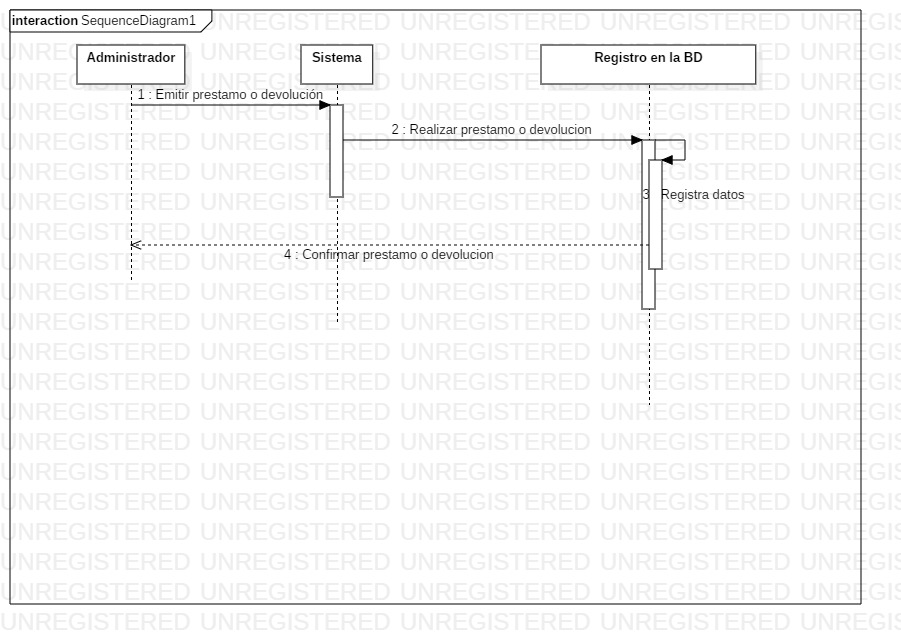 interaction SequenceDiagram1
Administrador
Sistema
Registro en la BD
1 : Emitir prestamo o devolución
2 : Realizar prestamo o devolucion
3 Registra datos
4 : Confirmar prestamo o devolucion
UNREGISTERED UNREGISTERED UNREGISTERED UNREGISTERED UNREGIS